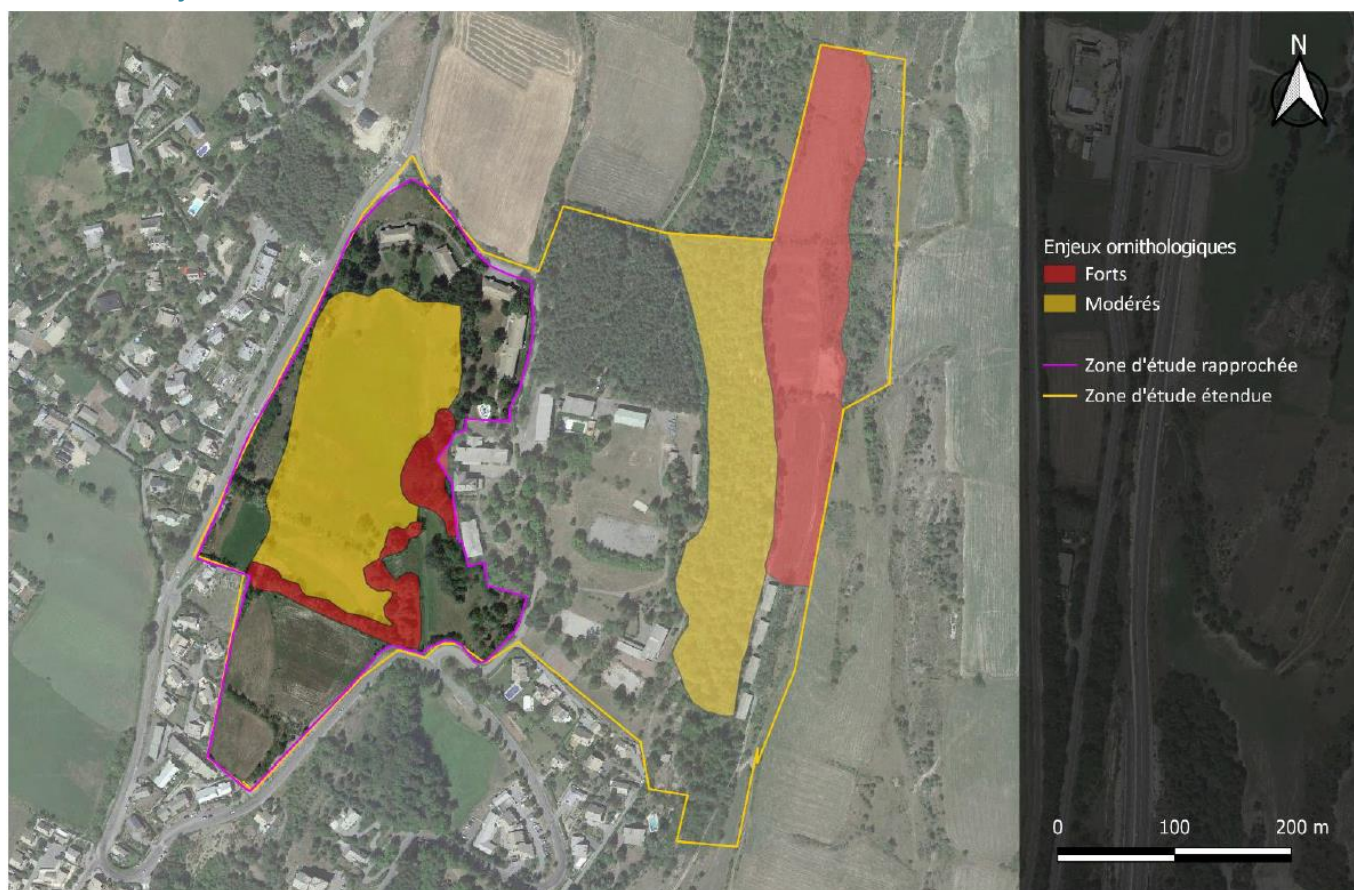 N
Enjeux ornithologiques
Forts
Modérés
Zone d'étude rapprochée
Zone d'étude étendue
0 100 200 m